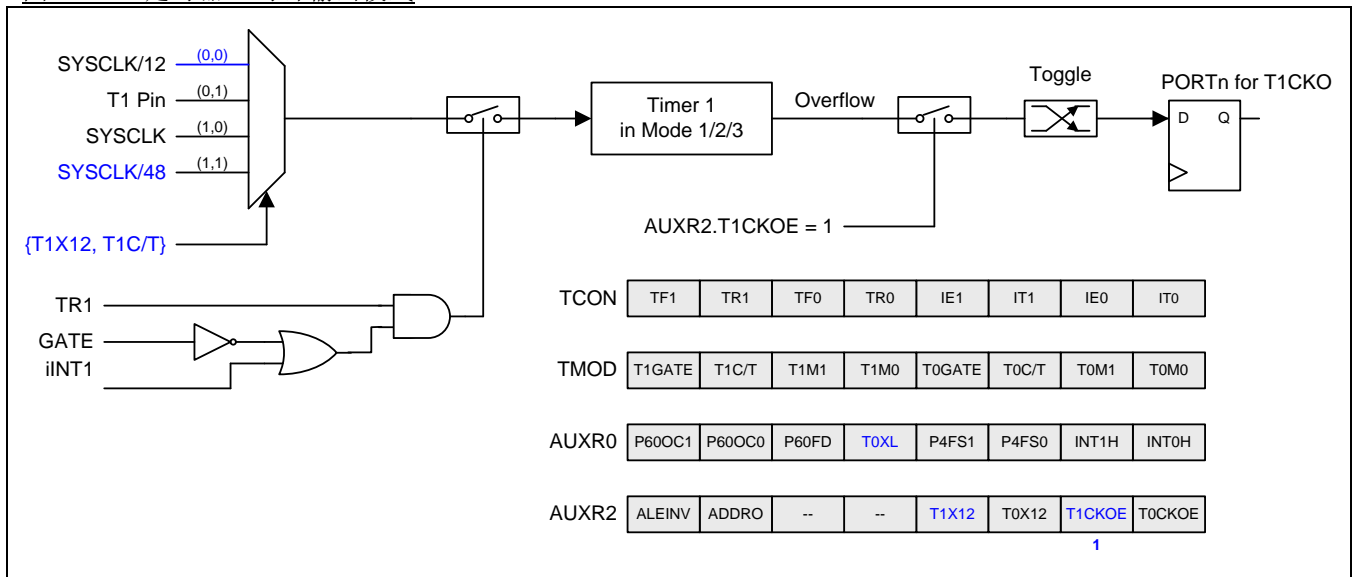 SYSCLK/12 (0,0)
T1 Pin (0,1)
SYSCLK (1,0)
SYSCLK/48 (1,1)
{T1X12, T1C/T}
TR1
GATE
iINT1
Timer 1
in Mode 1/2/3
Overflow
Toggle
PORTn for T1CKO
D Q
AUXR2.T1CKOE = 1
TCON TF1 TR1 TF0 TR0 IE1 IT1 IE0 IT0
TMOD T1GATE T1C/T T1M1 T1M0 T0GATE T0C/T T0M1 T0M0
AUXR0 P60OC1 P60OC0 P60FD T0XL P4FS1 P4FS0 INT1H INT0H
AUXR2 ALEINV ADDRO -- -- T1X12 T0X12 T1CKOE T0CKOE
1